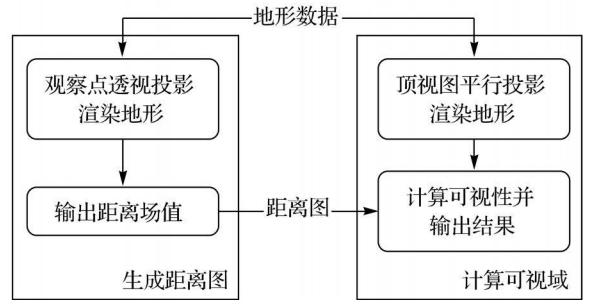 地形数据
观察点透视投影
渲染地形
输出距离场值
生成距离图
距离图
顶视图平行投影
渲染地形
计算可视性并
输出结果
计算可视域